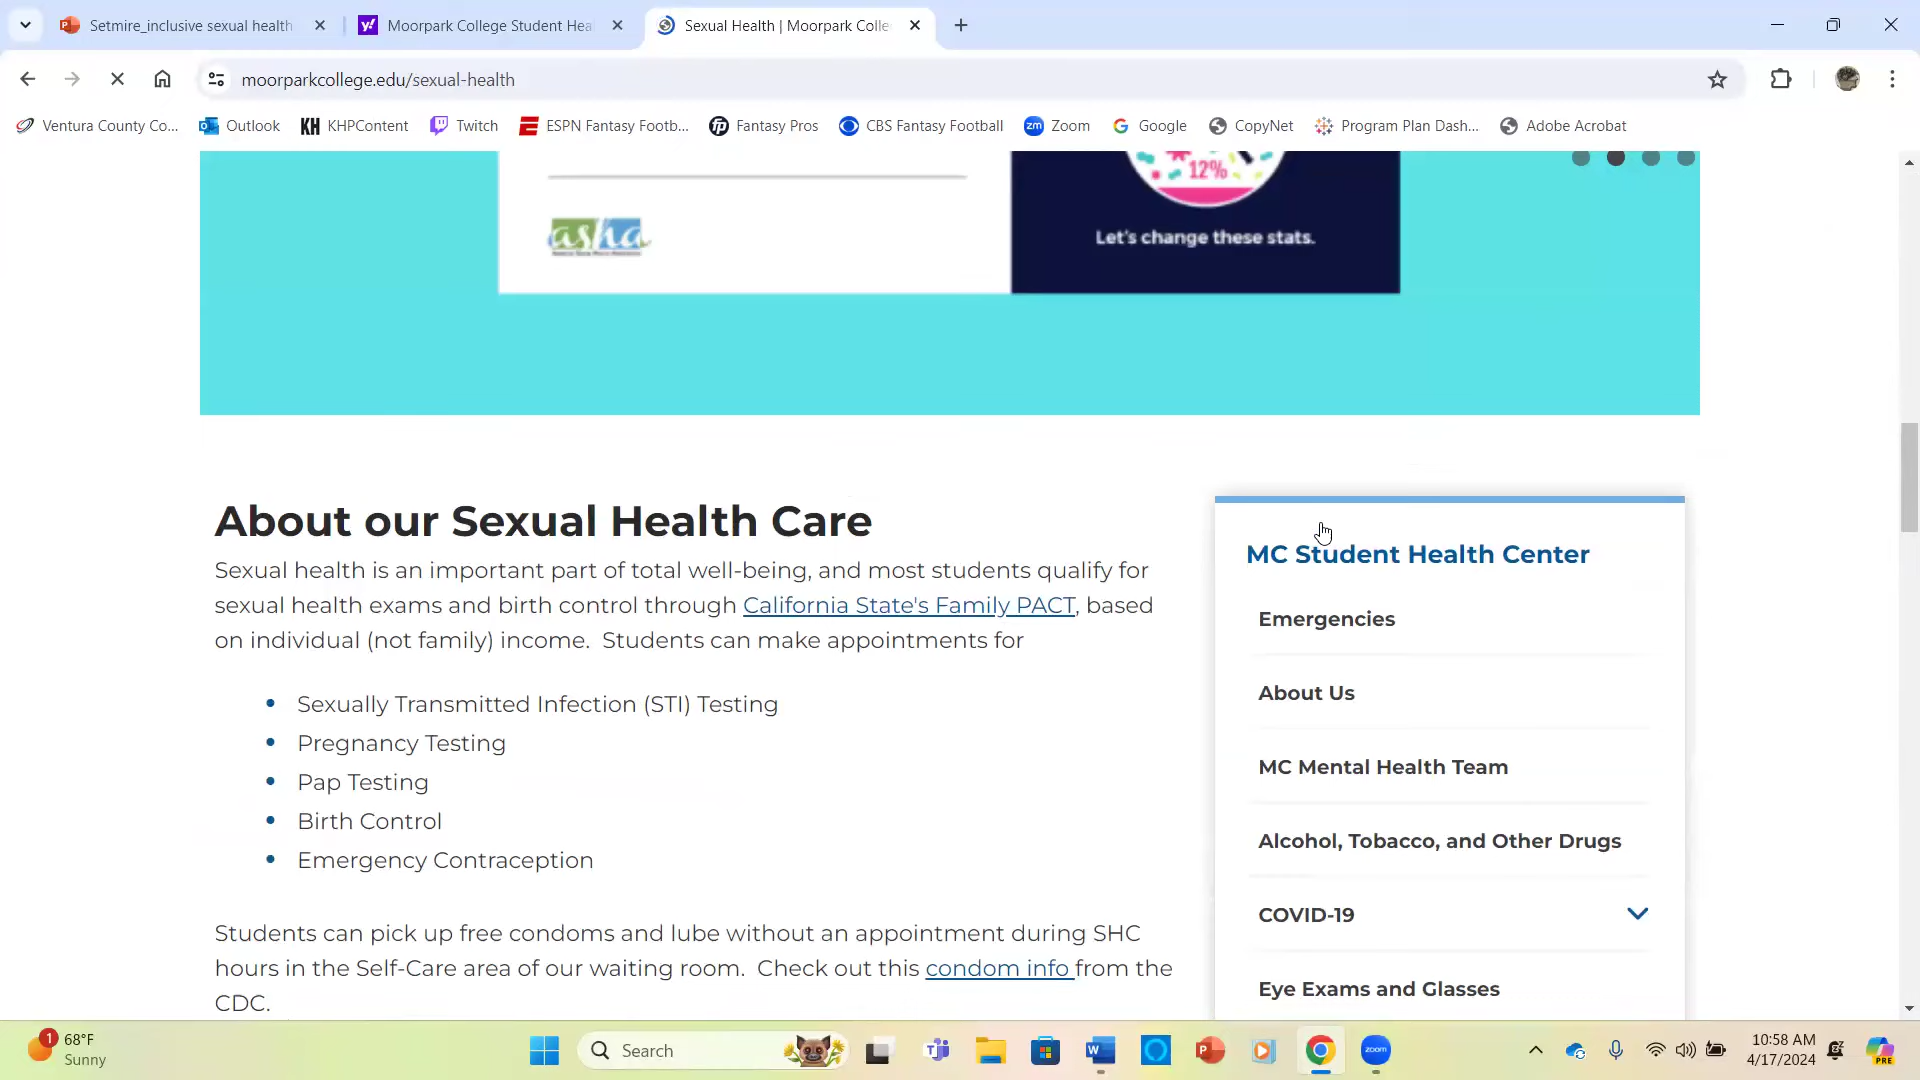 Setmire_inclusive sexual health
Moorpark College Student Hea
Sexual Health | Moorpark Colle
moorparkcollege.edu/sexual-health
Ventura County Co...
Outlook
KH KHPContent
Twitch
ESPN Fantasy Footb...
fp Fantasy Pros
CBS Fantasy Football
zm Zoom
Google
CopyNet
Program Plan Dash...
Adobe Acrobat
12%
asha
Let's change these stats.
About our Sexual Health Care
Sexual health is an important part of total well-being, and most students qualify for
sexual health exams and birth control through California State's Family PACT, based
on individual (not family) income.  Students can make appointments for
Sexually Transmitted Infection (STI) Testing
Pregnancy Testing
Pap Testing
Birth Control
Emergency Contraception
Students can pick up free condoms and lube without an appointment during SHC
hours in the Self-Care area of our waiting room.  Check out this condom info from the
CDC.
MC Student Health Center
Emergencies
About Us
MC Mental Health Team
Alcohol, Tobacco, and Other Drugs
COVID-19
Eye Exams and Glasses
1
68°F
Sunny
Search
zoom
10:58 AM
4/17/2024
PRE